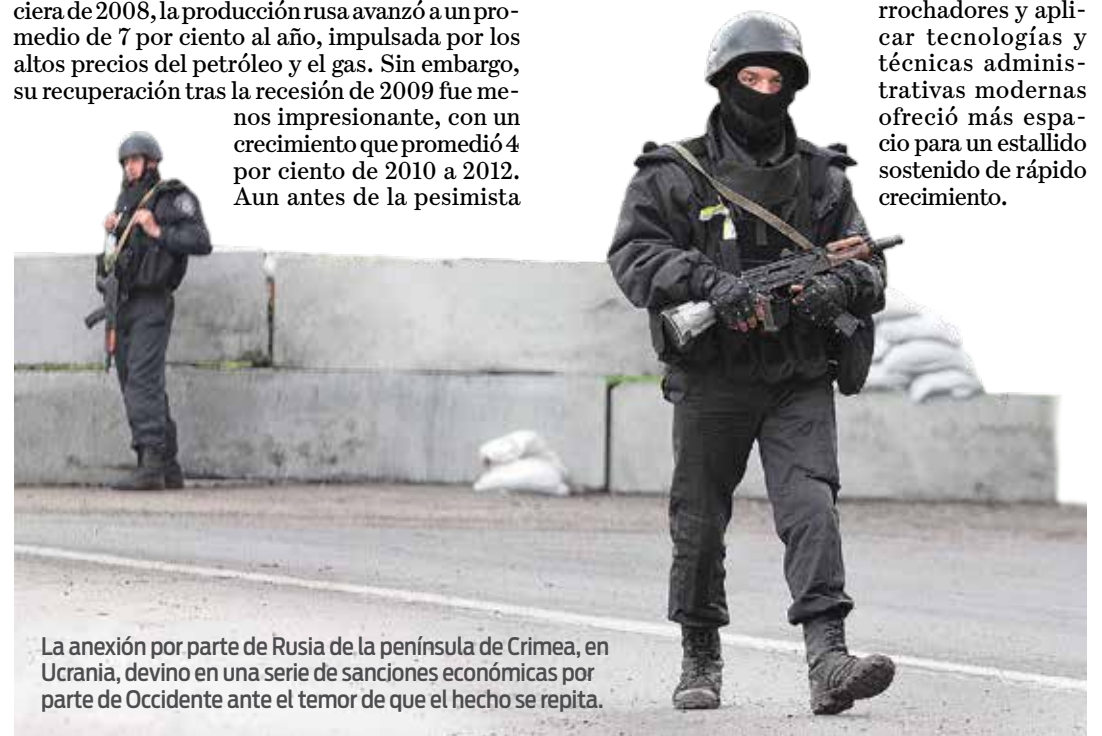 ciera de 2008, la producción rusa avanzó a un pro-
medio de 7 por ciento al año, impulsada por los
altos precios del petróleo y el gas. Sin embargo,
su recuperación tras la recesión de 2009 fue me-
nos impresionante, con un
crecimiento que promedió 4
por ciento de 2010 a 2012.
Aun antes de la pesimista
rrochadores y apli-
car tecnologías y
técnicas adminis-
trativas modernas
ofreció más espa-
cio para un estallido
sostenido de rápido
crecimiento.
La anexión por parte de Rusia de la península de Crimea, en
Ucrania, devino en una serie de sanciones económicas por
parte de Occidente ante el temor de que el hecho se repita.